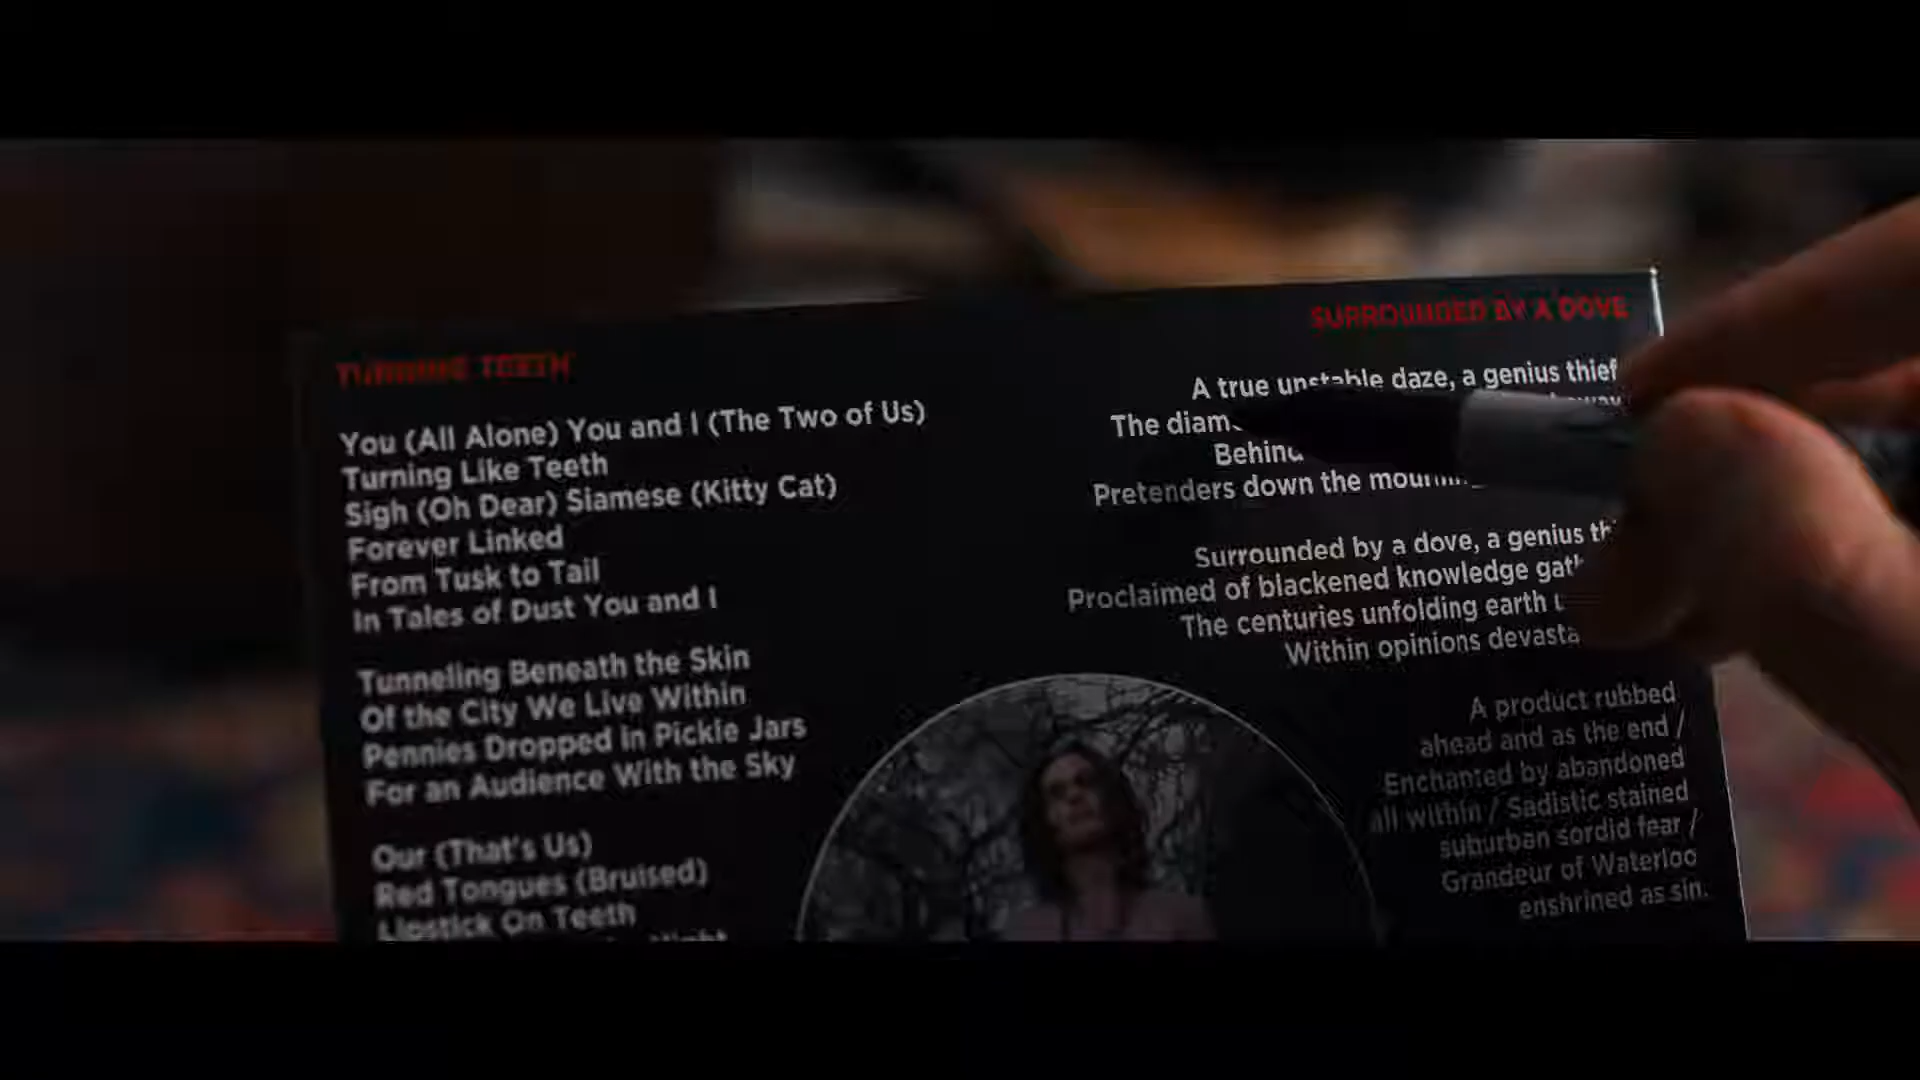 TURNING TEETH
You (All Alone) You and I (The Two of Us)
Turning Like Teeth
Sigh (Oh Dear) Siamese (Kitty Cat)
Forever Linked
From Tusk to Tail
In Tales of Dust You and I
Tunneling Beneath the Skin
Of the City We Live Within
Pennies Dropped in Pickle Jars
For an Audience With the Sky
Our (That's Us)
Red Tongues (Bruised)
Lipstick On Teeth
Night
SURROUNDED BY A DOVE
A true unstable daze, a genius thief
The
Behind
Pretenders down the
Surrounded by a dove, a genius
Proclaimed of blackened knowledge
The centuries unfolding earth
Within opinions
A product rubbed
ahead and as the end /
Enchanted by abandoned
all within / Sadistic stained
suburban sordid fear /
Grandeur of Waterloo
enshrined as sin.